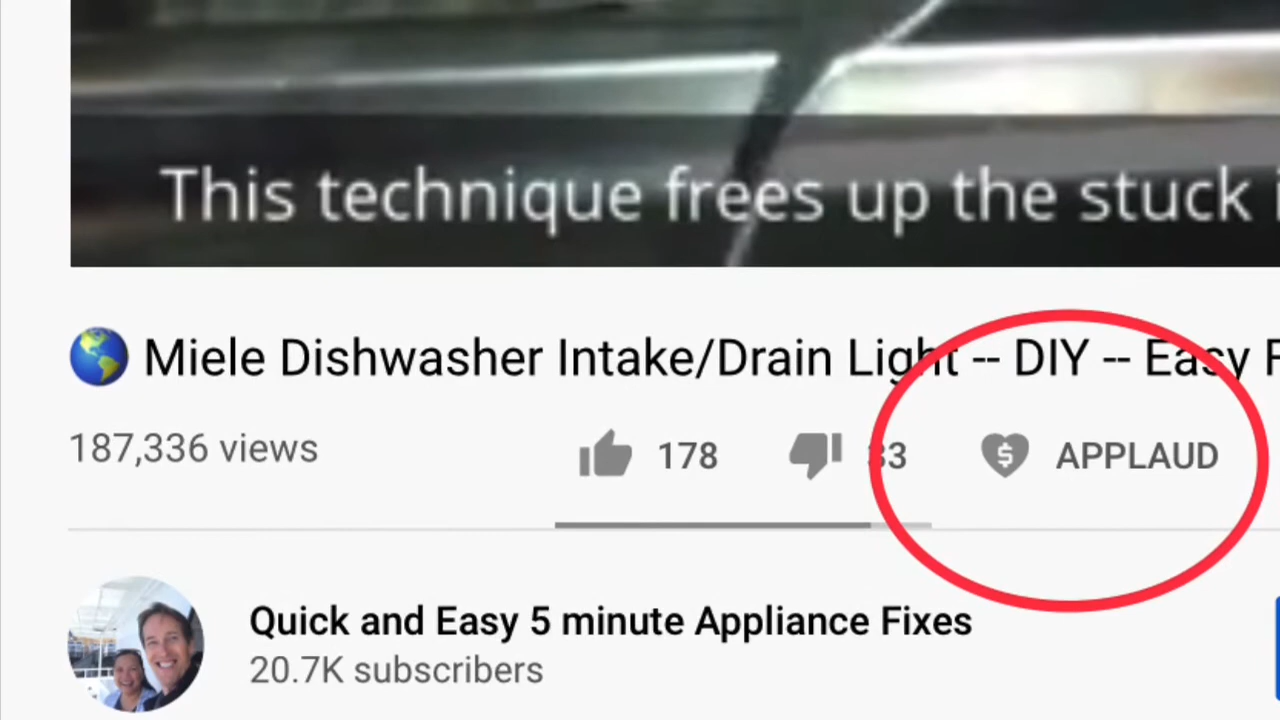 This technique frees up the stuck
Miele Dishwasher Intake/Drain Light -- DIY -- Easy
187,336 views
178
33
APPLAUD
Quick and Easy 5 minute Appliance Fixes
20.7K subscribers